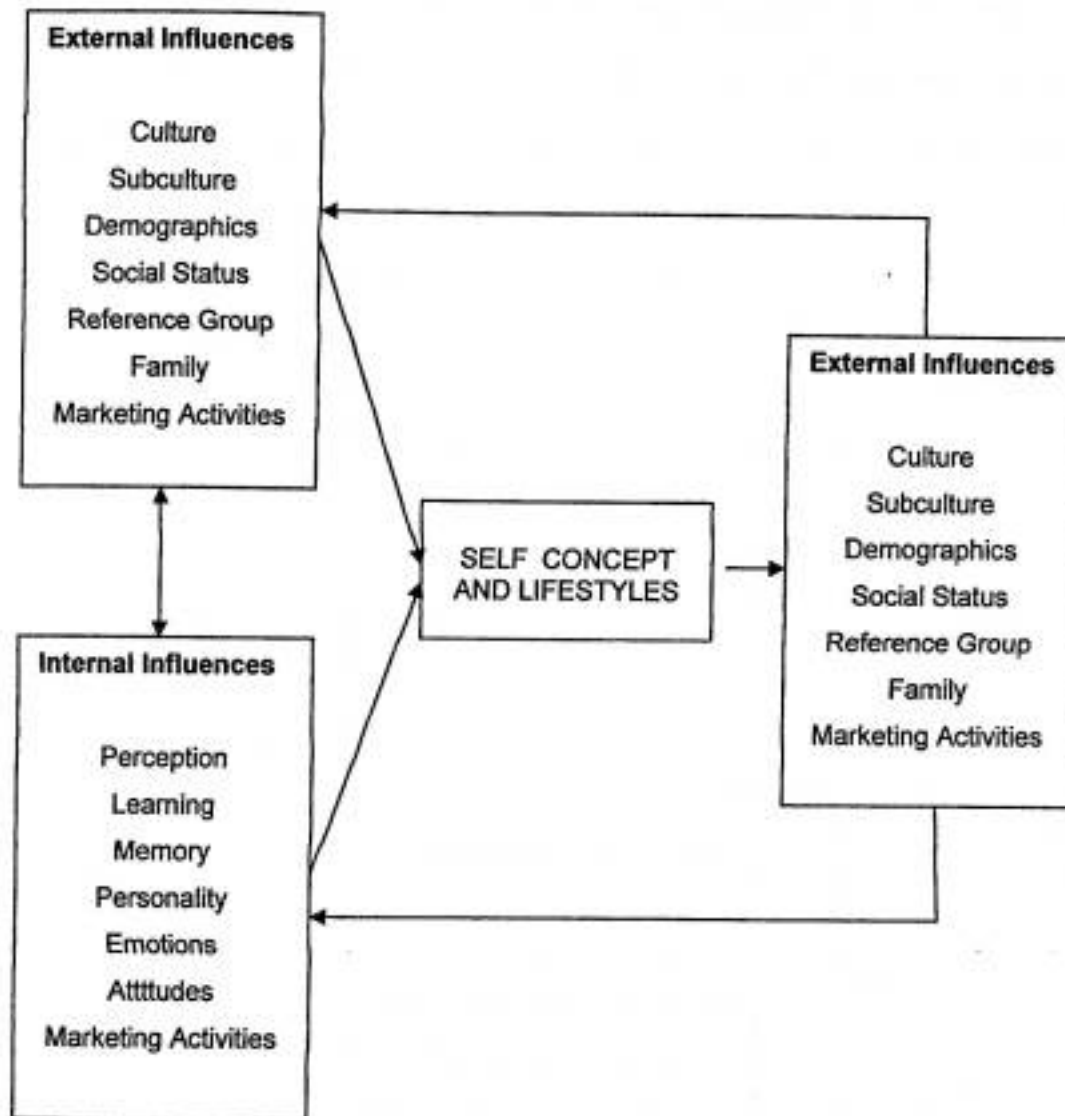 External Influences
Culture
Subculture
Demographics
Social Status
Reference Group
Family
Marketing Activities
Internal Influences
Perception
Learning
Memory
Personality
Emotions
Attttudes
Marketing Activities
SELF CONCEPT
AND LIFESTYLES
External Influences
Culture
Subculture
Demographics
Social Status
Reference Group
Family
Marketing Activities